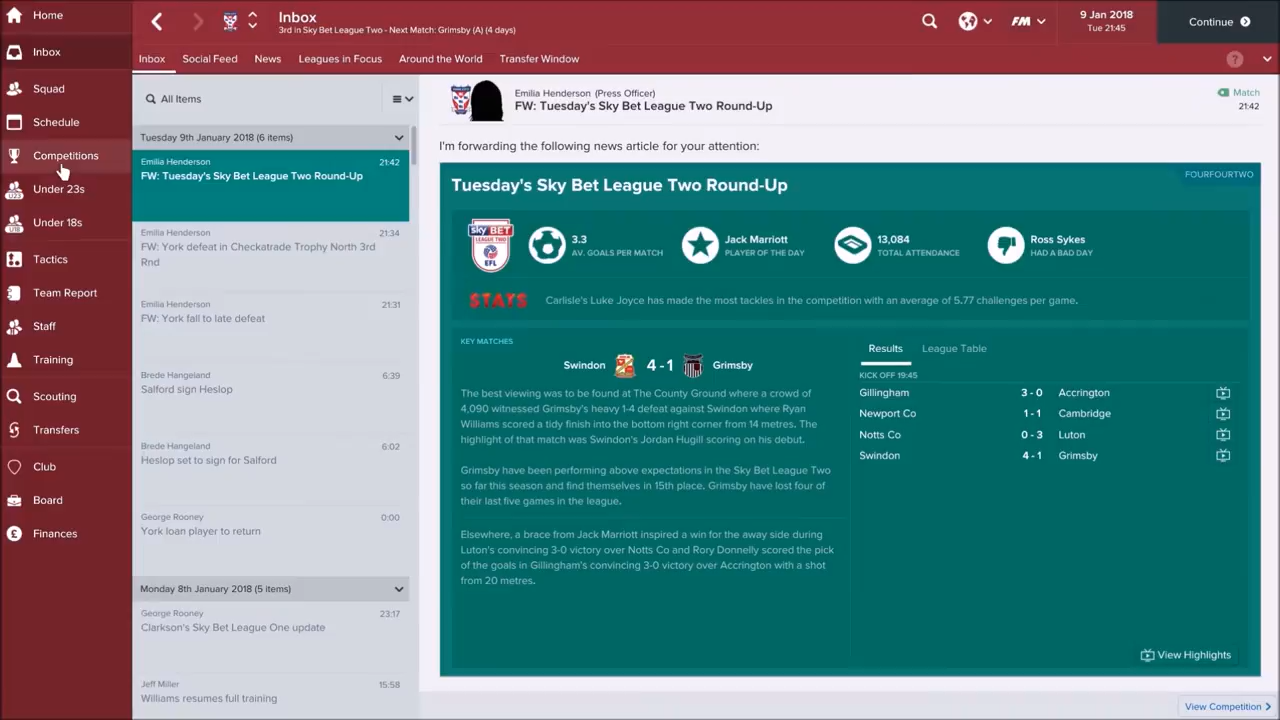 Home
Inbox
Squad
Schedule
Competitions
Under 23s
Under 18s
Tactics
Team Report
Staff
Training
Scouting
Transfers
Club
Board
Finances
Inbox
3rd in Sky Bet League Two - Next Match: Grimsby (A) (4 days)
FM
9 Jan 2018
Tue 21:45
Continue
Inbox Social Feed News Leagues in Focus Around the World Transfer Window
?
All Items
Tuesday 9th January 2018 (6 items)
Emilia Henderson 21:42
FW: Tuesday's Sky Bet League Two Round-Up
Emilia Henderson 21:34
FW: York defeat in Checkatrade Trophy North 3rd
Rnd
Emilia Henderson 21:31
FW: York fall to late defeat
Brede Hangeland 6:39
Salford sign Heslop
Brede Hangeland 6:02
Heslop set to sign for Salford
George Rooney 0:00
York loan player to return
Monday 8th January 2018 (5 items)
George Rooney 23:17
Clarkson's Sky Bet League One update
Jeff Miller 15:58
Williams resumes full training
Emilia Henderson (Press Officer)
FW: Tuesday's Sky Bet League Two Round-Up
Match
21:42
I'm forwarding the following news article for your attention:
FOURFOURTWO
Tuesday's Sky Bet League Two Round-Up
sky BET
LEAGUE TWO
EFL
3.3
AV. GOALS PER MATCH
Jack Marriott
PLAYER OF THE DAY
13,084
TOTAL ATTENDANCE
Ross Sykes
HAD A BAD DAY
STATS
Carlisle's Luke Joyce has made the most tackles in the competition with an average of 5.77 challenges per game.
KEY MATCHES
Swindon 4 - 1 Grimsby
The best viewing was to be found at The County Ground where a crowd of
4,090 witnessed Grimsby's heavy 1-4 defeat against Swindon where Ryan
Williams scored a tidy finish into the bottom right corner from 14 metres. The
highlight of that match was Swindon's Jordan Hugill scoring on his debut.
Grimsby have been performing above expectations in the Sky Bet League Two
so far this season and find themselves in 15th place. Grimsby have lost four of
their last five games in the league.
Elsewhere, a brace from Jack Marriott inspired a win for the away side during
Luton's convincing 3-0 victory over Notts Co and Rory Donnelly scored the pick
of the goals in Gillingham's convincing 3-0 victory over Accrington with a shot
from 20 metres.
Results League Table
KICK OFF 19:45
Gillingham 3 - 0 Accrington
Newport Co 1 - 1 Cambridge
Notts Co 0 - 3 Luton
Swindon 4 - 1 Grimsby
View Highlights
View Competition